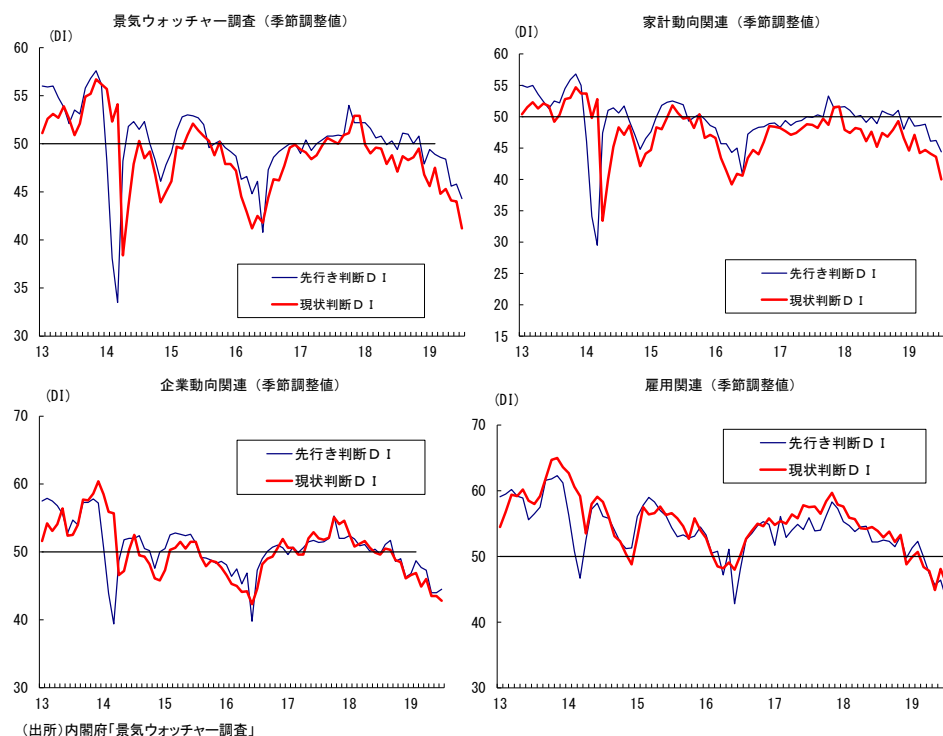 景気ウォッチャー調査（季節調整値）
(DI)
60
55
50
45
40
35
30
13 14 15 16 17 18 19
先行き判断ＤＩ
現状判断ＤＩ
家計動向関連（季節調整値）
(DI)
60
55
50
45
40
35
30
25
20
15
13 14 15 16 17 18 19
先行き判断ＤＩ
現状判断ＤＩ
企業動向関連（季節調整値）
(DI)
70
60
50
40
30
13 14 15 16 17 18 19
先行き判断ＤＩ
現状判断ＤＩ
雇用関連（季節調整値）
(DI)
70
60
50
40
30
13 14 15 16 17 18 19
先行き判断ＤＩ
現状判断ＤＩ
（出所）内閣府「景気ウォッチャー調査」